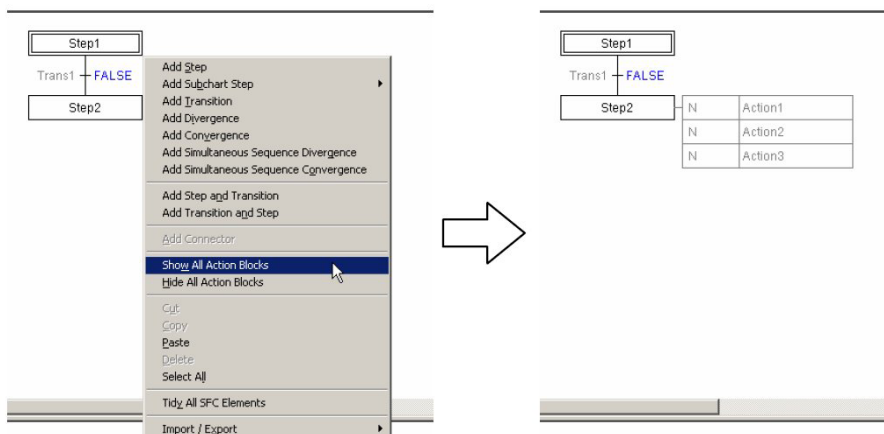 Step1
Trans1 FALSE
Step2
Add Step
Add Subchart Step
Add Transition
Add Divergence
Add Convergence
Add Simultaneous Sequence Divergence
Add Simultaneous Sequence Convergence
Add Step and Transition
Add Transition and Step
Add Connector
Show All Action Blocks
Hide All Action Blocks
Cut
Copy
Paste
Delete
Select All
Tidy All SFC Elements
Import / Export
Step1
Trans1 FALSE
Step2 N Action1
N Action2
N Action3